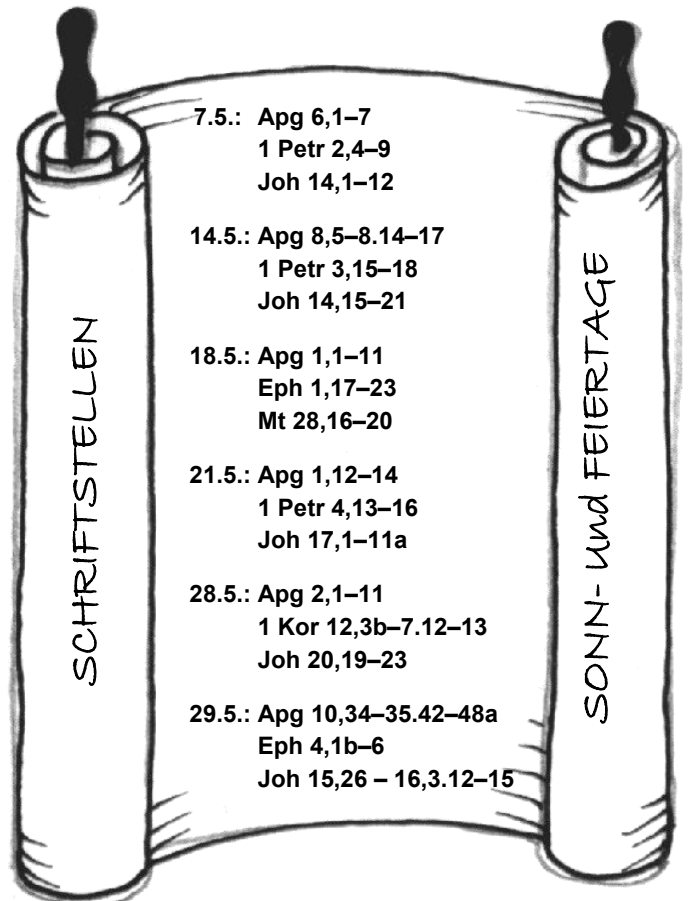 SCHRIFTSTELLEN
7.5.: Apg 6,1–7
1 Petr 2,4–9
Joh 14,1–12
14.5.: Apg 8,5–8.14–17
1 Petr 3,15–18
Joh 14,15–21
18.5.: Apg 1,1–11
Eph 1,17–23
Mt 28,16–20
21.5.: Apg 1,12–14
1 Petr 4,13–16
Joh 17,1–11a
28.5.: Apg 2,1–11
1 Kor 12,3b–7.12–13
Joh 20,19–23
29.5.: Apg 10,34–35.42–48a
Eph 4,1b–6
Joh 15,26 – 16,3.12–15
SONN- Und FEIERTAGE